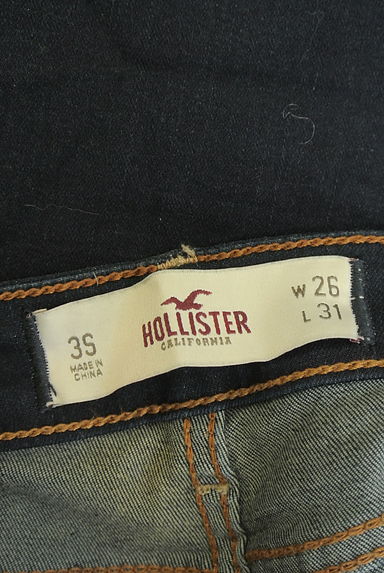 3S
MADE IN
CHINA
HOLLISTER
CALIFORNIA
W 26
L 31